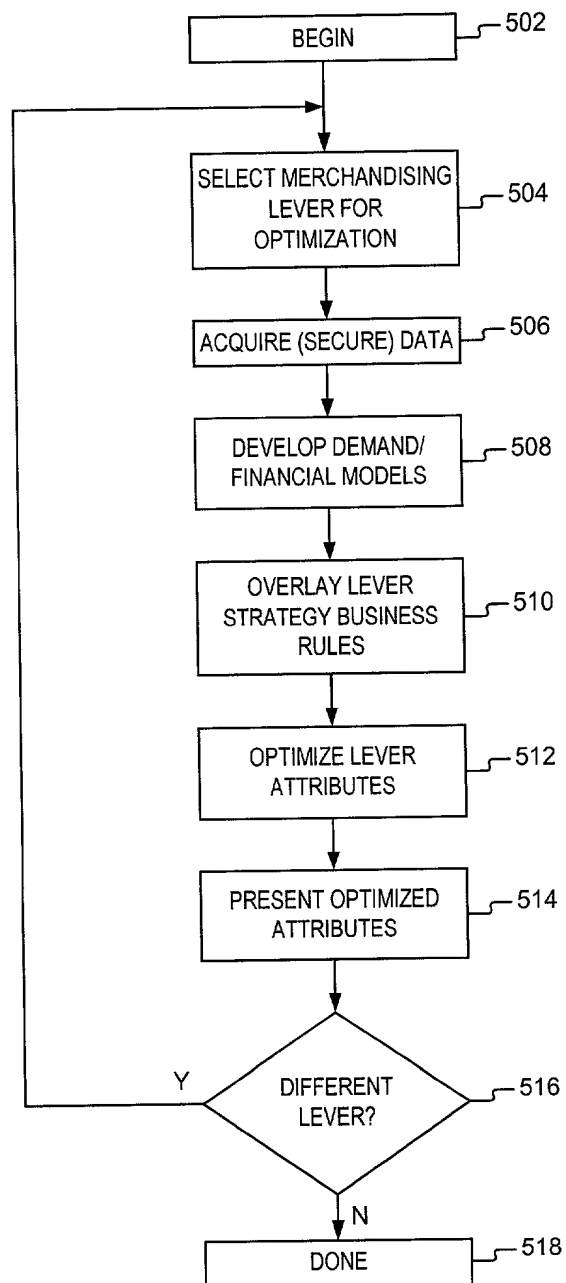 BEGIN
502
SELECT MERCHANDISING
LEVER FOR
OPTIMIZATION
504
ACQUIRE (SECURE) DATA
506
DEVELOP DEMAND/
FINANCIAL MODELS
508
OVERLAY LEVER
STRATEGY BUSINESS
RULES
510
OPTIMIZE LEVER
ATTRIBUTES
512
PRESENT OPTIMIZED
ATTRIBUTES
514
Y
DIFFERENT
LEVER?
516
N
DONE
518